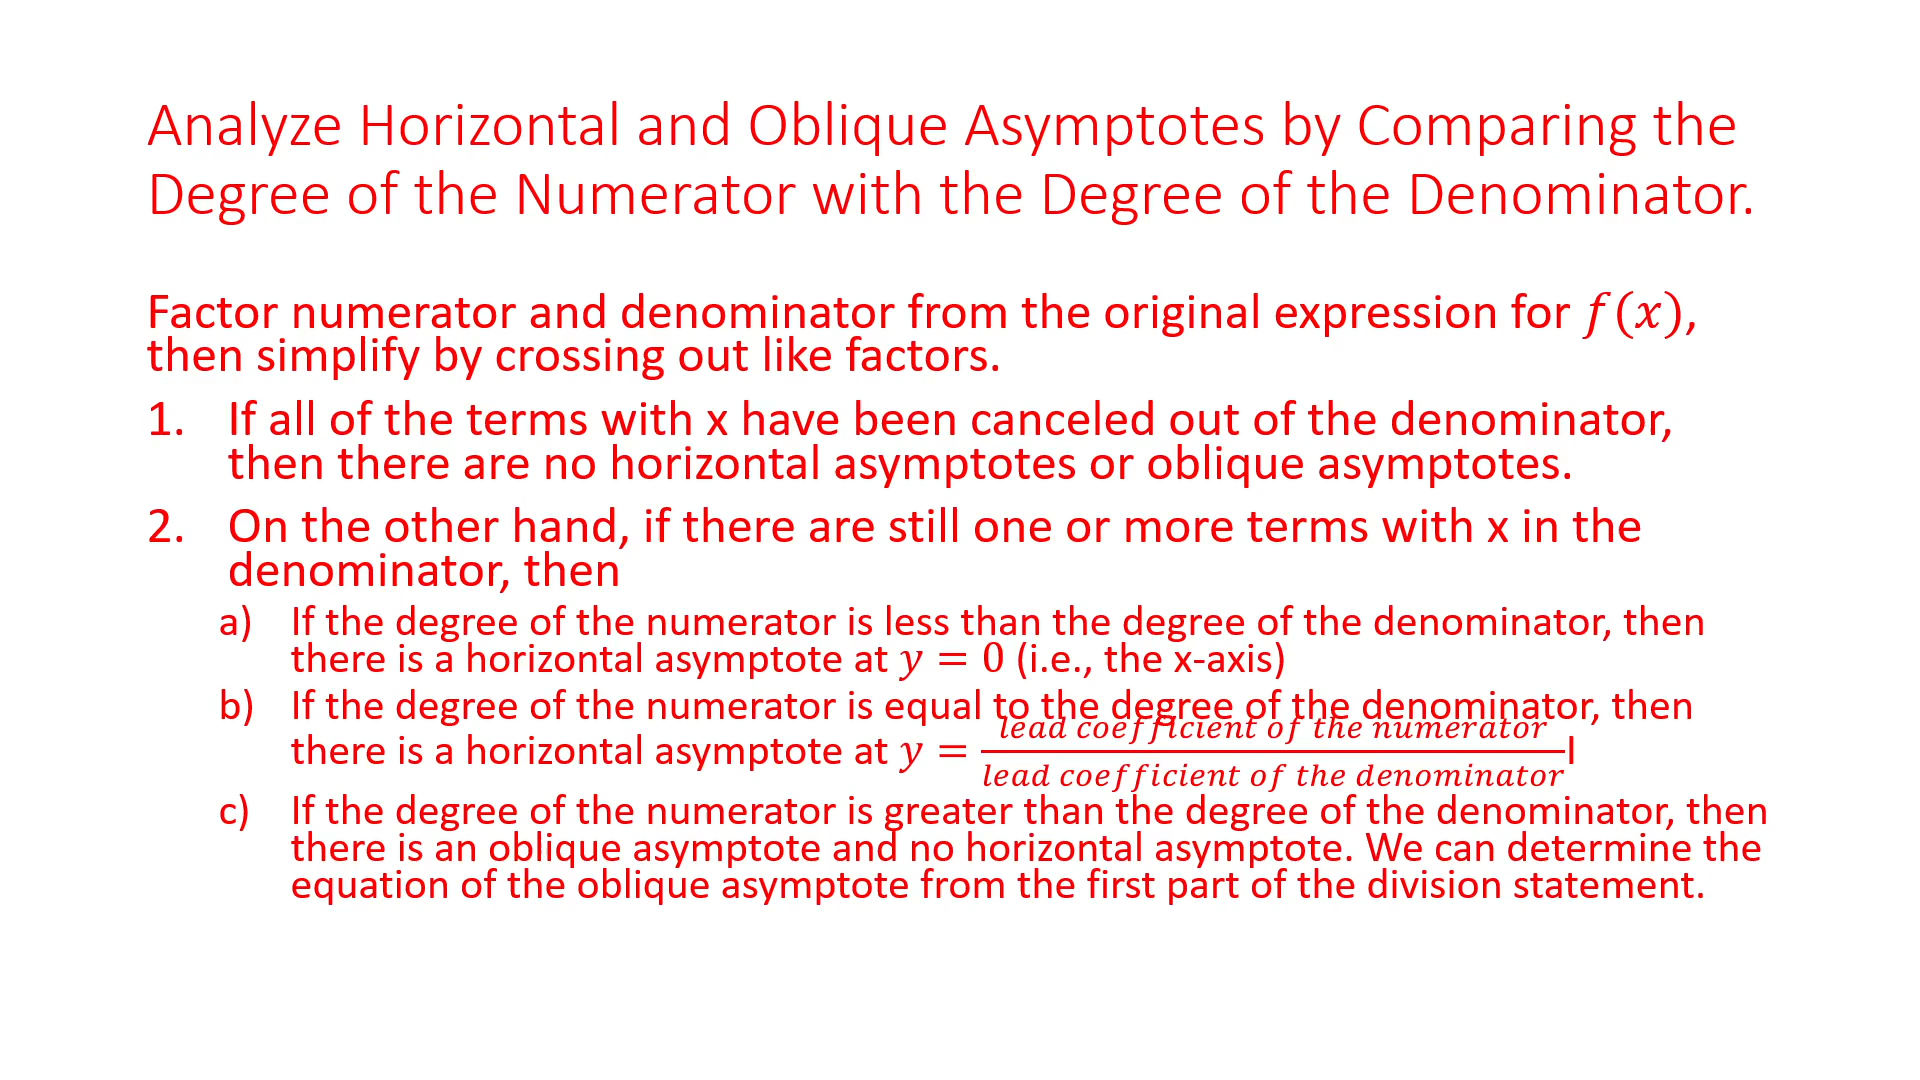 Analyze Horizontal and Oblique Asymptotes by Comparing the
Degree of the Numerator with the Degree of the Denominator.
Factor numerator and denominator from the original expression for f(x),
then simplify by crossing out like factors.
1. If all of the terms with x have been canceled out of the denominator,
then there are no horizontal asymptotes or oblique asymptotes.
2. On the other hand, if there are still one or more terms with x in the
denominator, then
a) If the degree of the numerator is less than the degree of the denominator, then
there is a horizontal asymptote at y = 0 (i.e., the x-axis)
b) If the degree of the numerator is equal to the degree of the denominator, then
there is a horizontal asymptote at y = lead coefficient of the numerator / lead coefficient of the denominator
c) If the degree of the numerator is greater than the degree of the denominator, then
there is an oblique asymptote and no horizontal asymptote. We can determine the
equation of the oblique asymptote from the first part of the division statement.